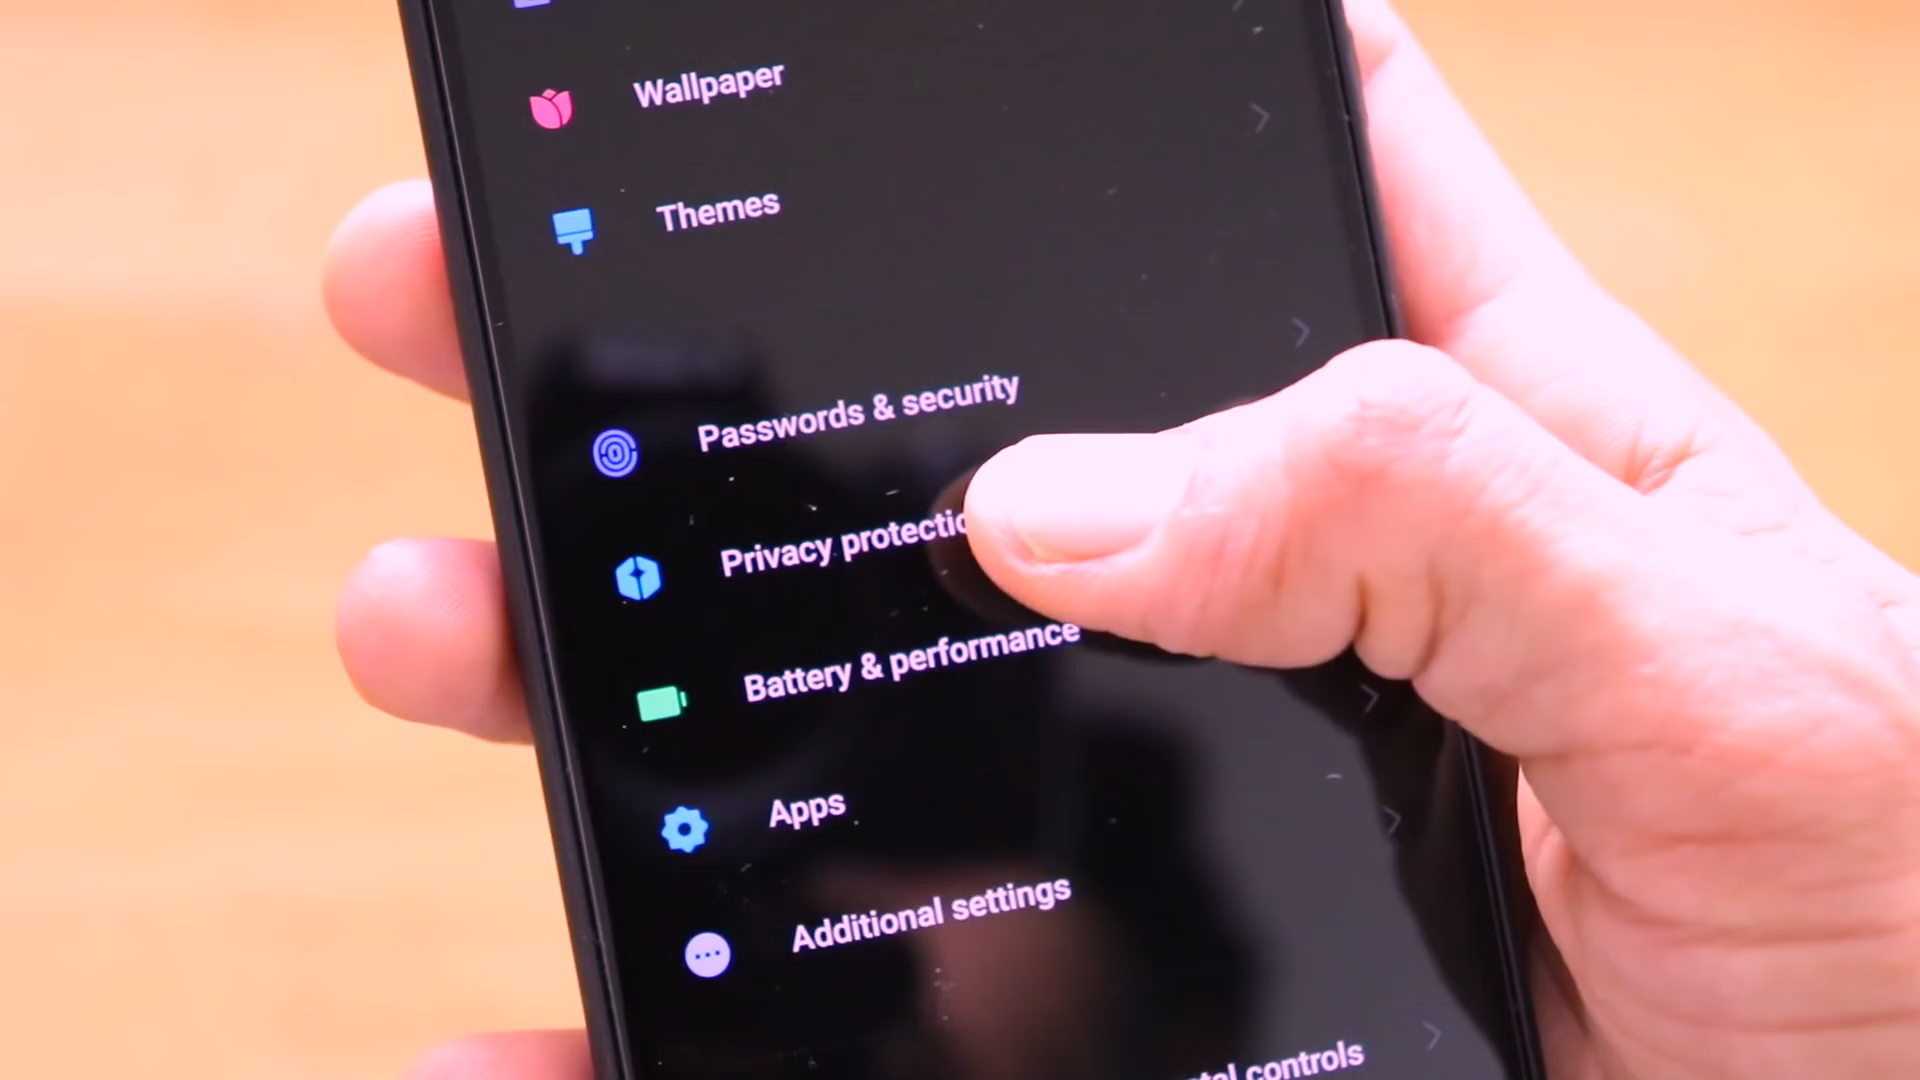 Wallpaper
Themes
Passwords & security
Privacy protectio
Battery & performance
Apps
Additional settings
controls